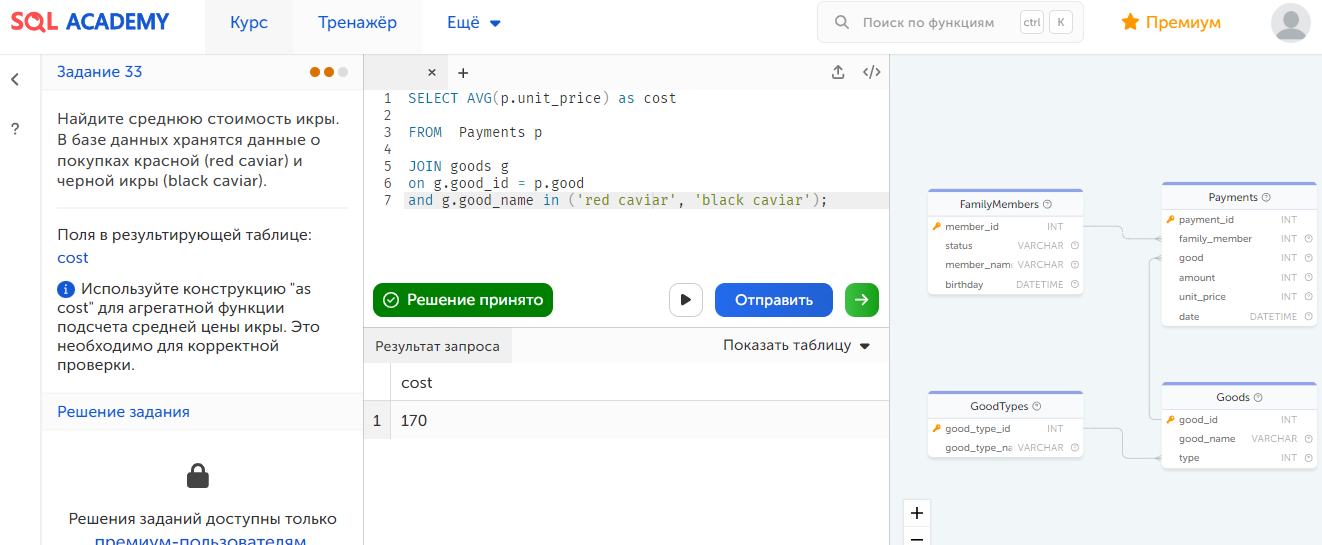 SQL ACADEMY
Курс
Тренажёр
Ещё
Поиск по функциям
ctrl
K
Премиум
Задание 33
Найдите среднюю стоимость икры.
В базе данных хранятся данные о
покупках красной (red caviar) и
черной икры (black caviar).
Поля в результирующей таблице:
cost
Используйте конструкцию "as
cost" для агрегатной функции
подсчета средней цены икры. Это
необходимо для корректной
проверки.
Решение задания
Решения заданий доступны только
премиум-пользователям
1 SELECT AVG(p.unit_price) as cost
2
3 FROM  Payments p
4
5 JOIN goods g
6 on g.good_id = p.good
7 and g.good_name in ('red caviar', 'black caviar');
Решение принято
Отправить
Результат запроса
Показать таблицу
cost
1 170
FamilyMembers
member_id INT
status VARCHAR
member_name VARCHAR
birthday DATETIME
Payments
payment_id INT
family_member INT
good INT
amount INT
unit_price INT
date DATETIME
GoodTypes
good_type_id INT
good_type_na VARCHAR
Goods
good_id INT
good_name VARCHAR
type INT